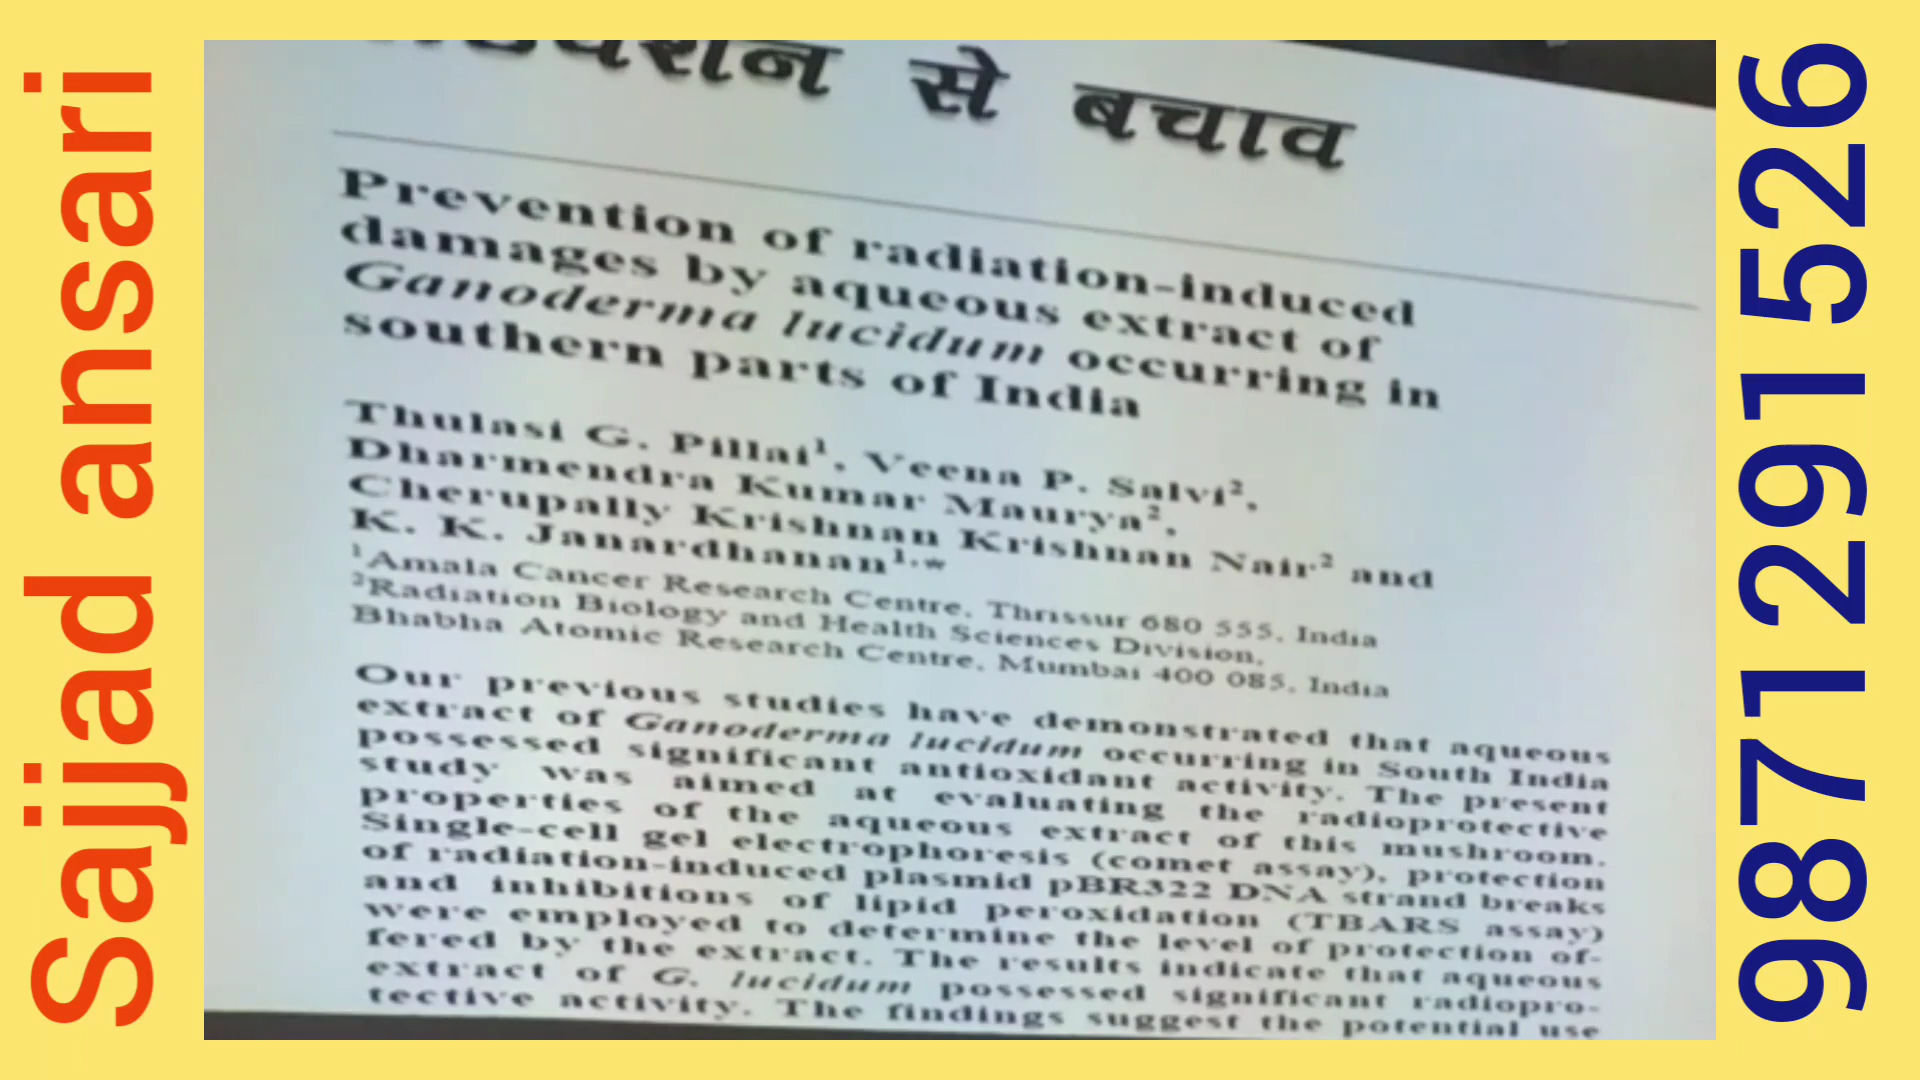 Sajjad ansari
से बचाव
Prevention of radiation-induced
damages by aqueous extract of
Ganoderma lucidum occurring in
southern parts of India
Thulasi G. Pillai¹, Veena P. Salvi²,
Dharmendra Kumar Maurya²,
Cherupally Krishnan Krishnan Nair² and
K. K. Janardhanan¹,*
¹Amala Cancer Research Centre, Thrissur 680 555, India
²Radiation Biology and Health Sciences Division,
Bhabha Atomic Research Centre, Mumbai 400 085, India
Our previous studies have demonstrated that aqueous
extract of Ganoderma lucidum occurring in South India
possessed significant antioxidant activity. The present
study was aimed at evaluating the radioprotective
properties of the aqueous extract of this mushroom.
Single-cell gel electrophoresis (comet assay), protection
of radiation-induced plasmid pBR322 DNA strand breaks
and inhibitions of lipid peroxidation (TBARS assay)
were employed to determine the level of protection of-
fered by the extract. The results indicate that aqueous
extract of G. lucidum possessed significant radiopro-
tective activity. The findings suggest the potential use
9871291526